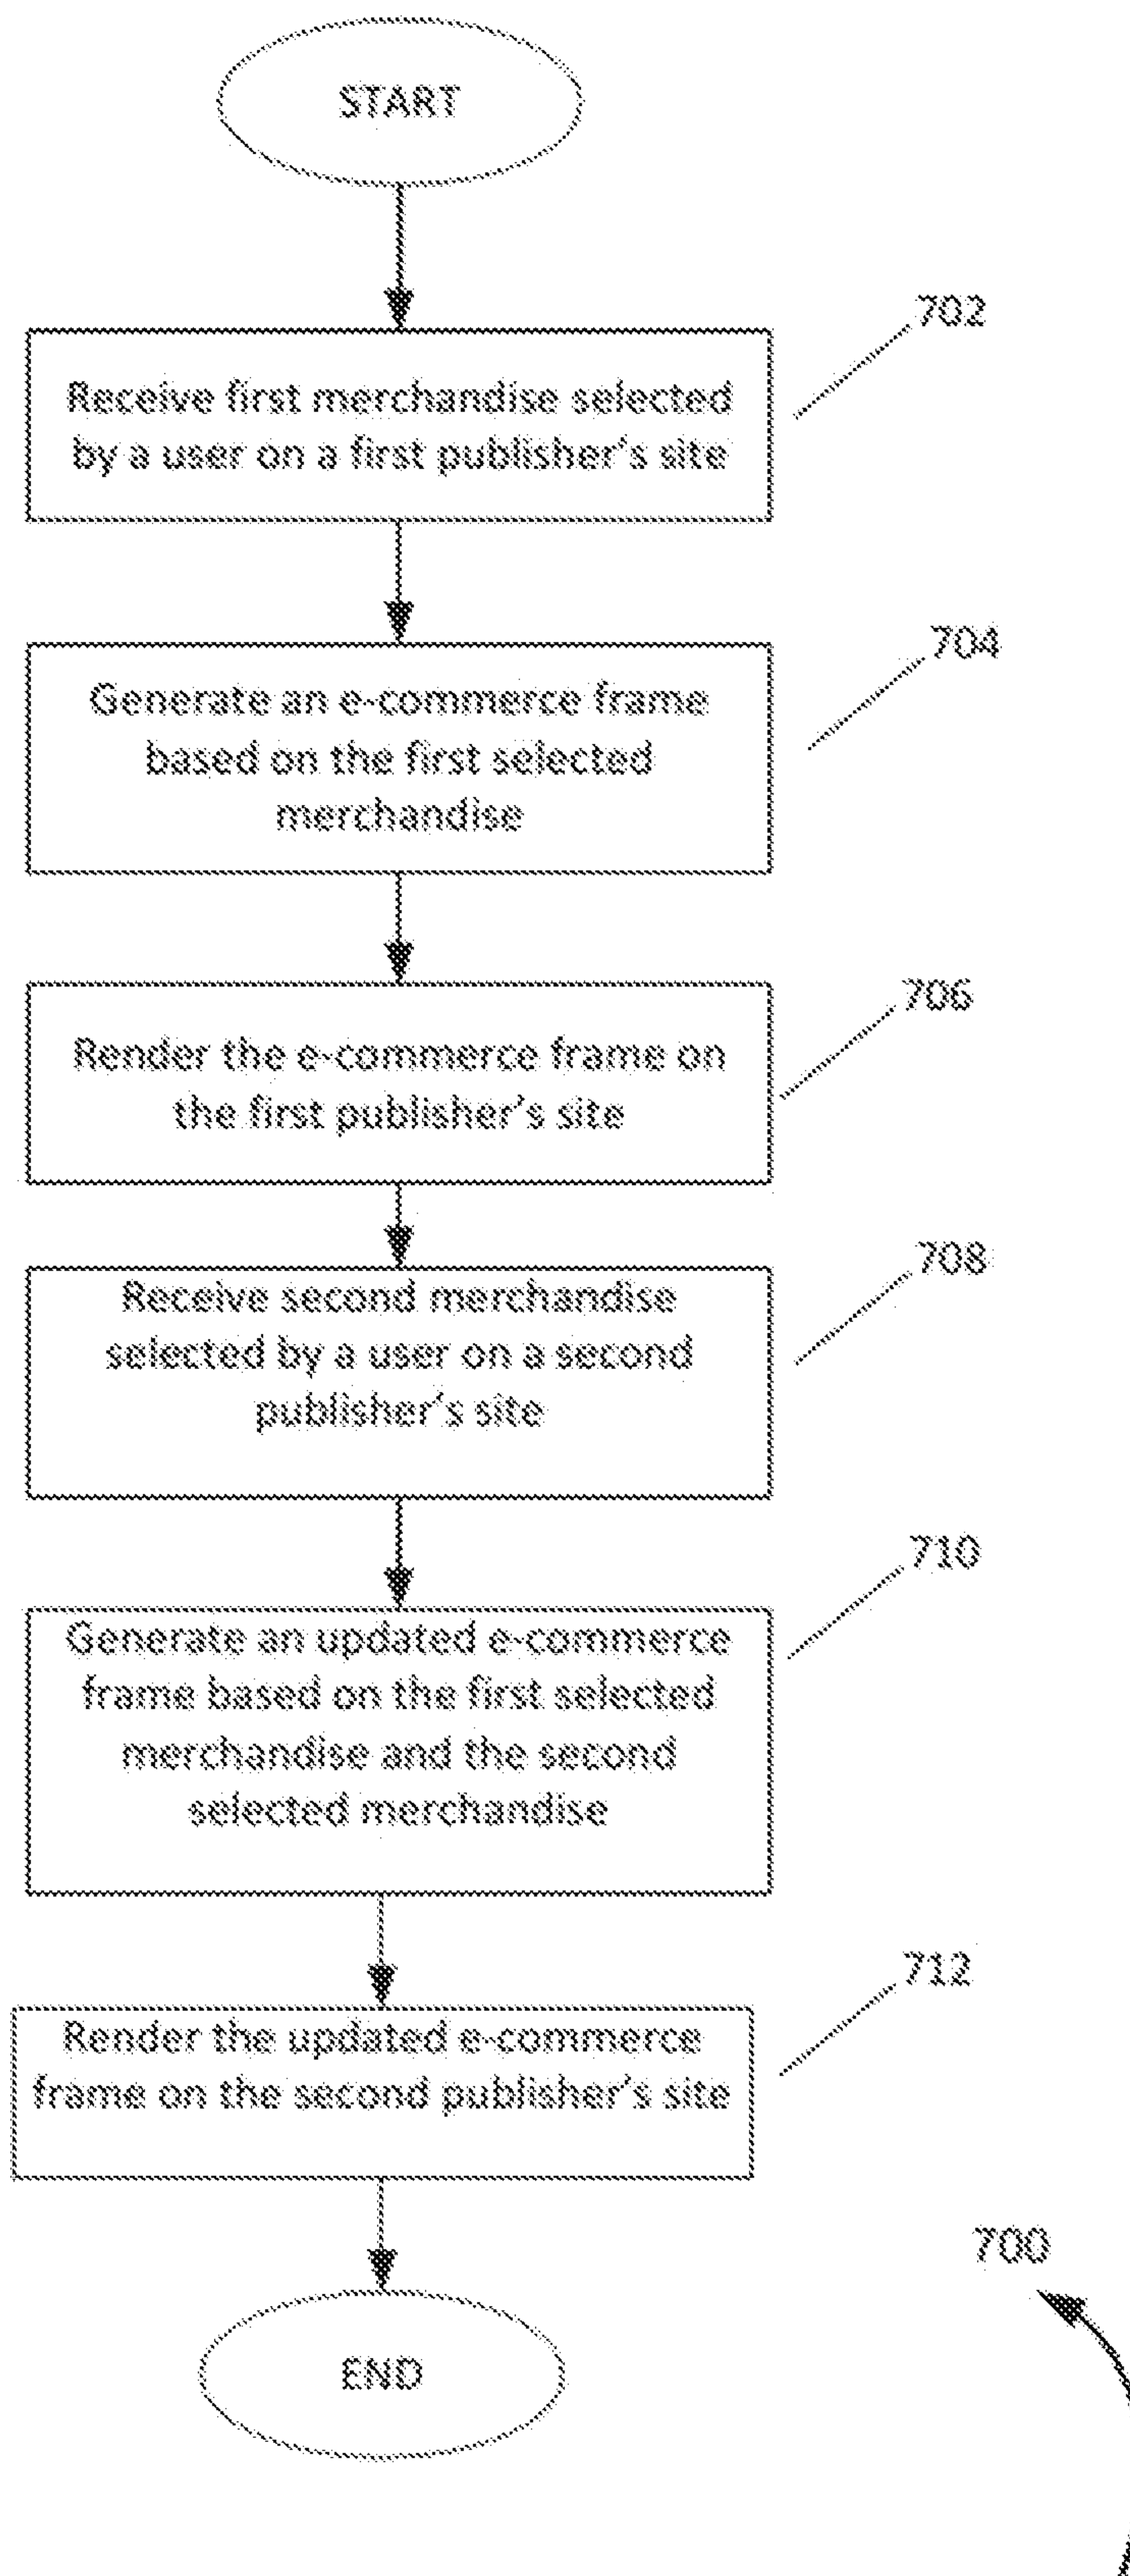 START
702
Receive first merchandise selected
by a user on a first publisher's site
704
Generate an e-commerce frame
based on the first selected
merchandise
706
Render the e-commerce frame on
the first publisher's site
708
Receive second merchandise
selected by a user on a second
publisher's site
710
Generate an updated e-commerce
frame based on the first selected
merchandise and the second
selected merchandise
712
Render the updated e-commerce
frame on the second publisher's site
700
END